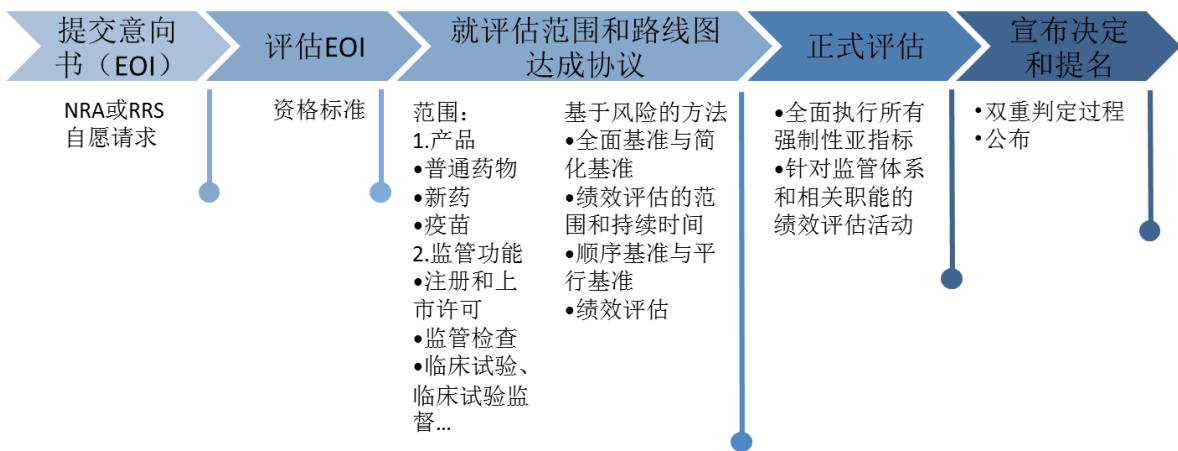 提交意向
书（EOI）
评估EOI
就评估范围和路线图
达成协议
正式评估
宣布决定
和提名
NRA或RRS
自愿请求
资格标准
范围：
1.产品
•普通药物
•新药
•疫苗
2.监管功能
•注册和上
市许可
•监管检查
•临床试验、
临床试验监
督...
基于风险的方法
•全面基准与简
化基准
•绩效评估的范
围和持续时间
•顺序基准与平
行基准
•绩效评估
•全面执行所有
强制性亚指标
•针对监管体系
和相关职能的
绩效评估活动
•双重判定过程
•公布